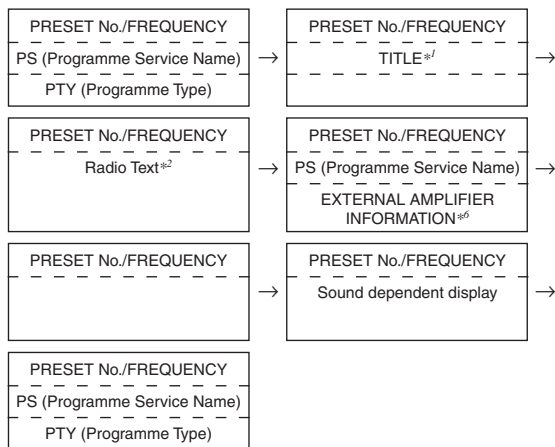 PRESET No./FREQUENCY
PS (Programme Service Name)
PTY (Programme Type)
→
PRESET No./FREQUENCY
TITLE*1
→
PRESET No./FREQUENCY
Radio Text*2
→
PRESET No./FREQUENCY
PS (Programme Service Name)
EXTERNAL AMPLIFIER
INFORMATION*6
→
PRESET No./FREQUENCY
→
PRESET No./FREQUENCY
Sound dependent display
→
PRESET No./FREQUENCY
PS (Programme Service Name)
PTY (Programme Type)